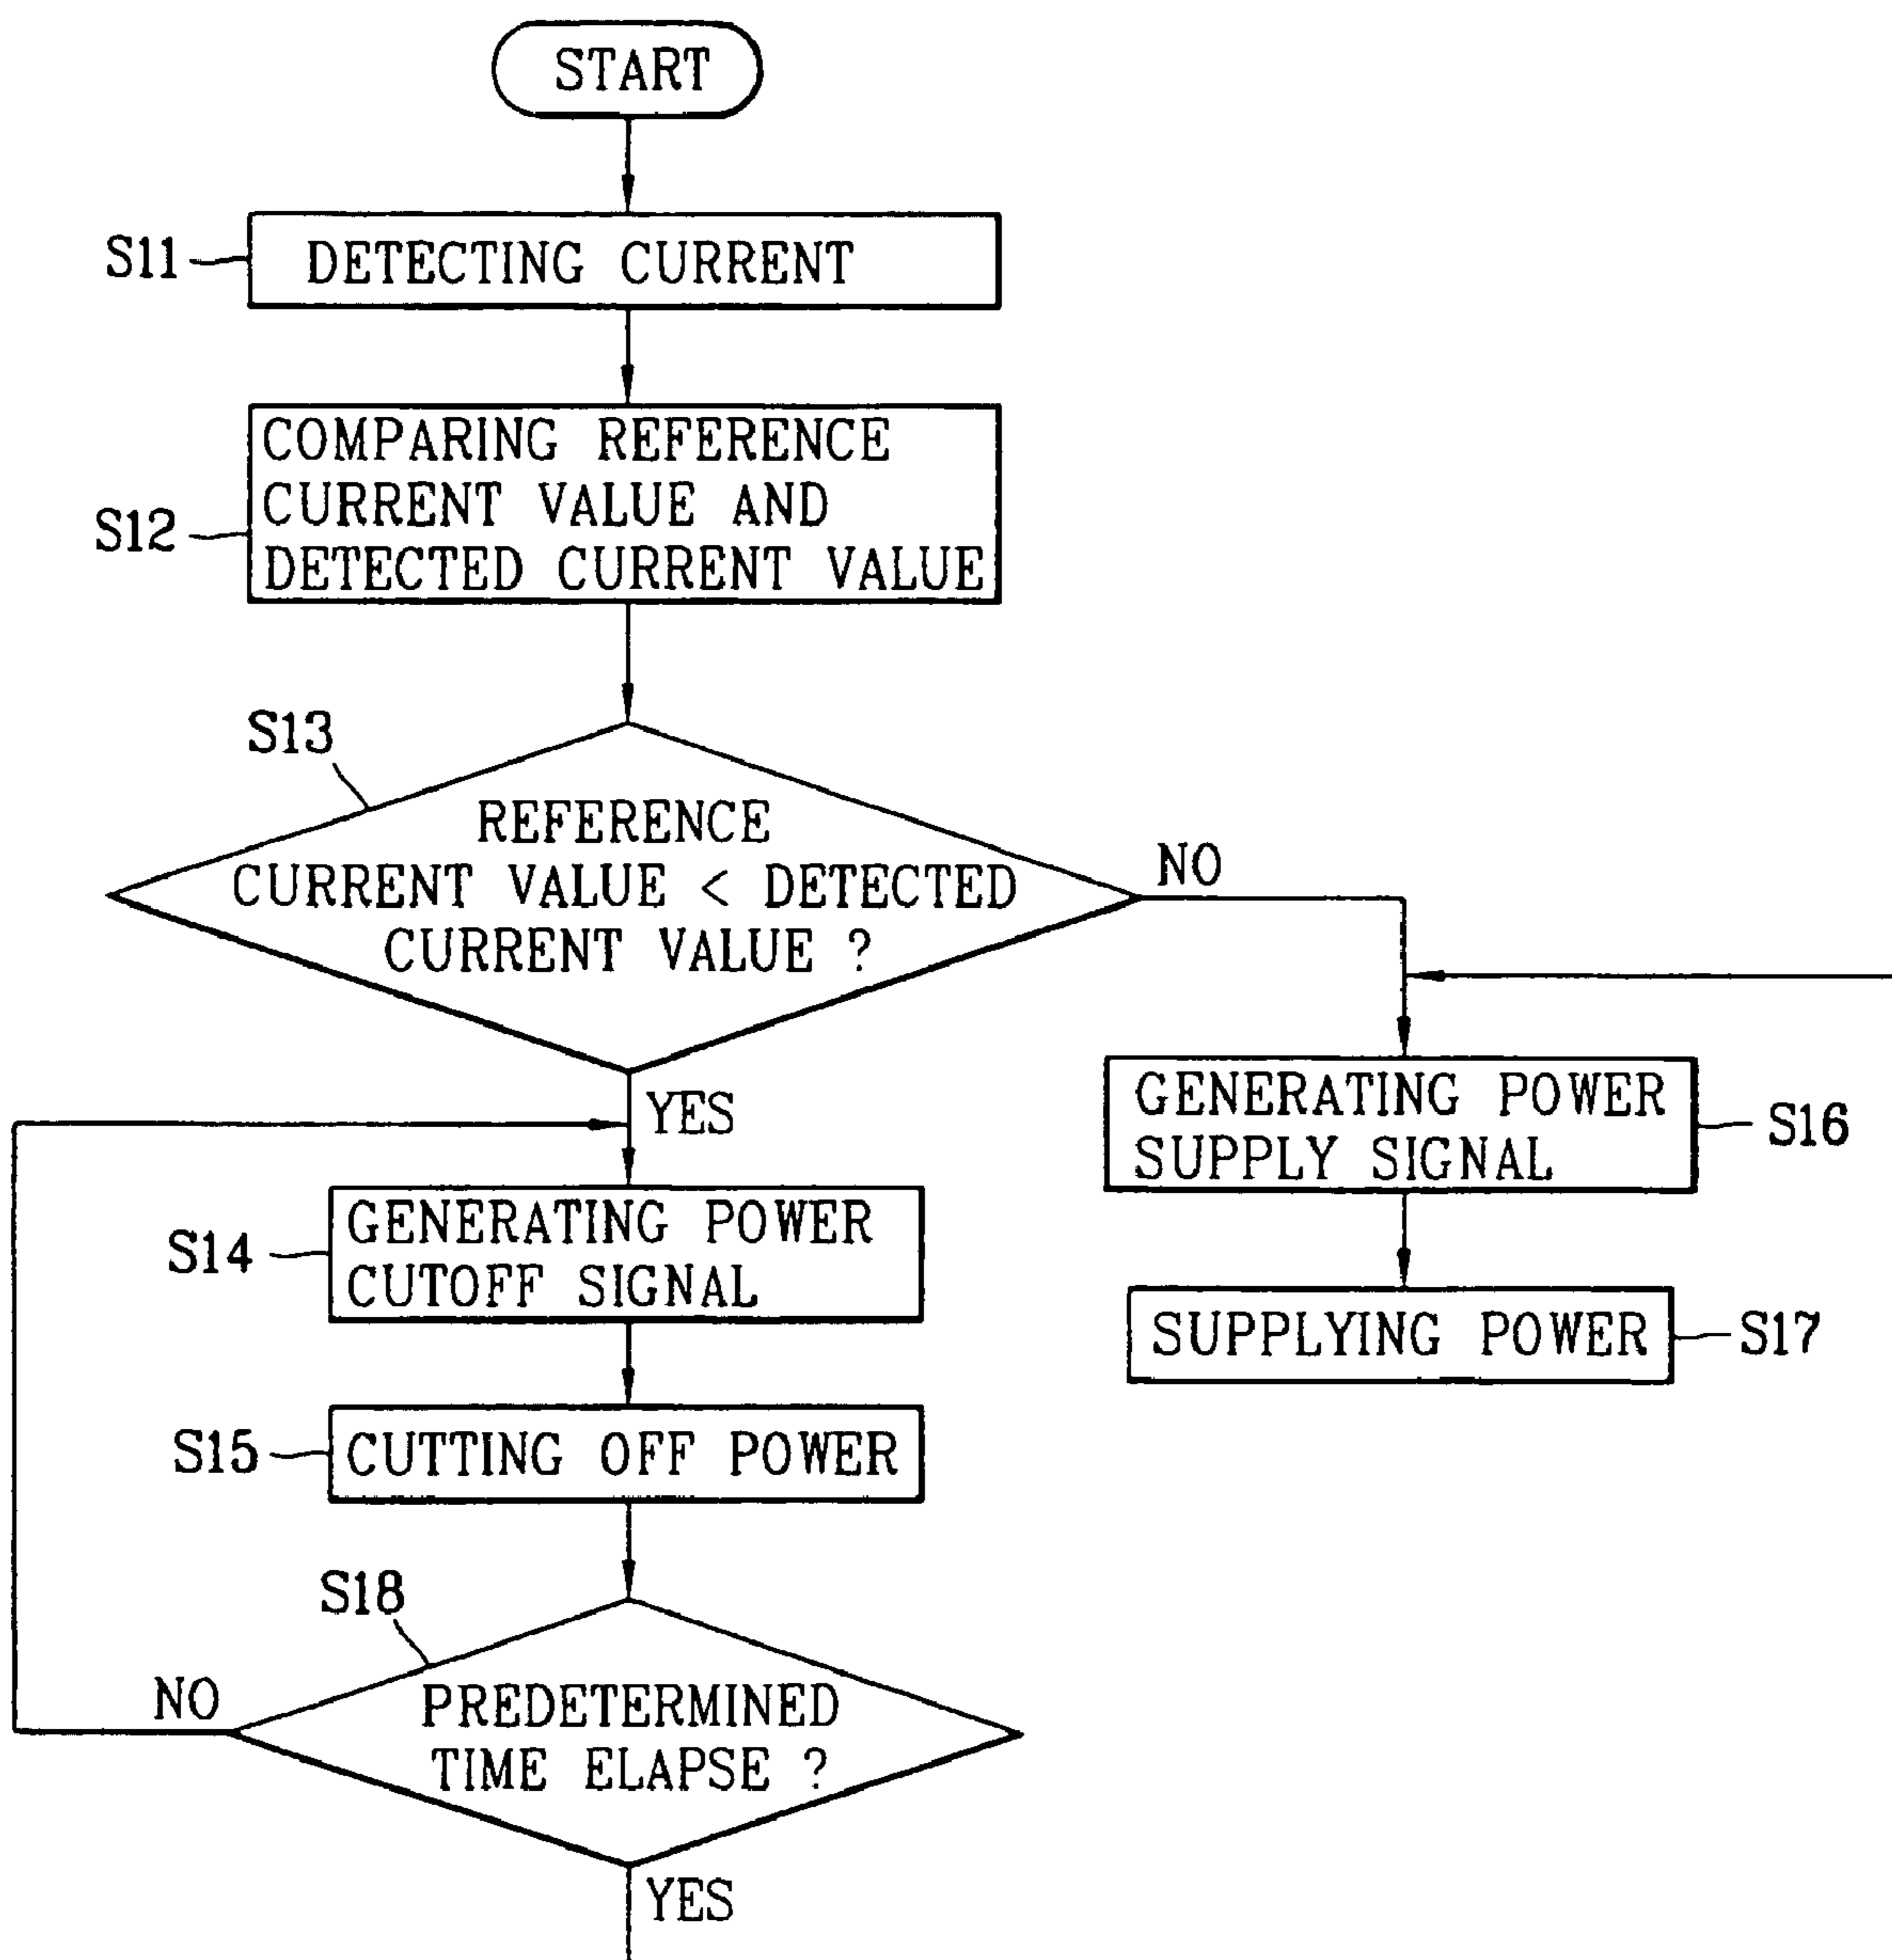 START
S11
DETECTING CURRENT
S12
COMPARING REFERENCE
CURRENT VALUE AND
DETECTED CURRENT VALUE
S13
REFERENCE
CURRENT VALUE < DETECTED
CURRENT VALUE ?
NO
YES
GENERATING POWER
SUPPLY SIGNAL
S16
S14
GENERATING POWER
CUTOFF SIGNAL
SUPPLYING POWER
S17
S15
CUTTING OFF POWER
S18
NO
PREDETERMINED
TIME ELAPSE ?
YES